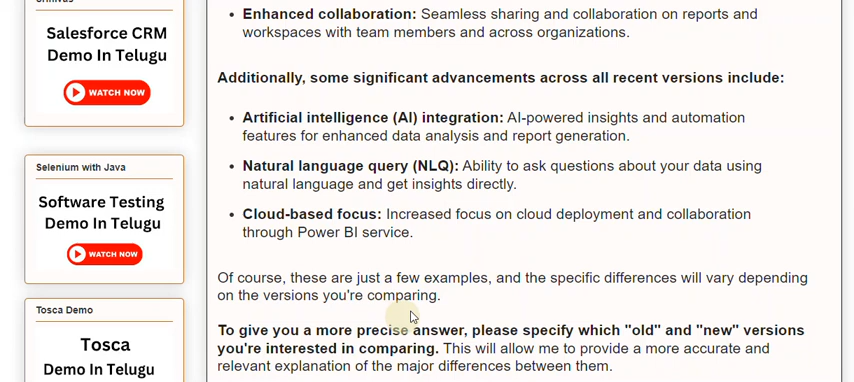 Salesforce CRM
Demo In Telugu
WATCH NOW
Selenium with Java
Software Testing
Demo In Telugu
WATCH NOW
Tosca Demo
Tosca
Demo In Telugu
• Enhanced collaboration: Seamless sharing and collaboration on reports and
workspaces with team members and across organizations.
Additionally, some significant advancements across all recent versions include:
• Artificial intelligence (AI) integration: AI-powered insights and automation
features for enhanced data analysis and report generation.
• Natural language query (NLQ): Ability to ask questions about your data using
natural language and get insights directly.
• Cloud-based focus: Increased focus on cloud deployment and collaboration
through Power BI service.
Of course, these are just a few examples, and the specific differences will vary depending
on the versions you're comparing.
To give you a more precise answer, please specify which "old" and "new" versions
you're interested in comparing. This will allow me to provide a more accurate and
relevant explanation of the major differences between them.